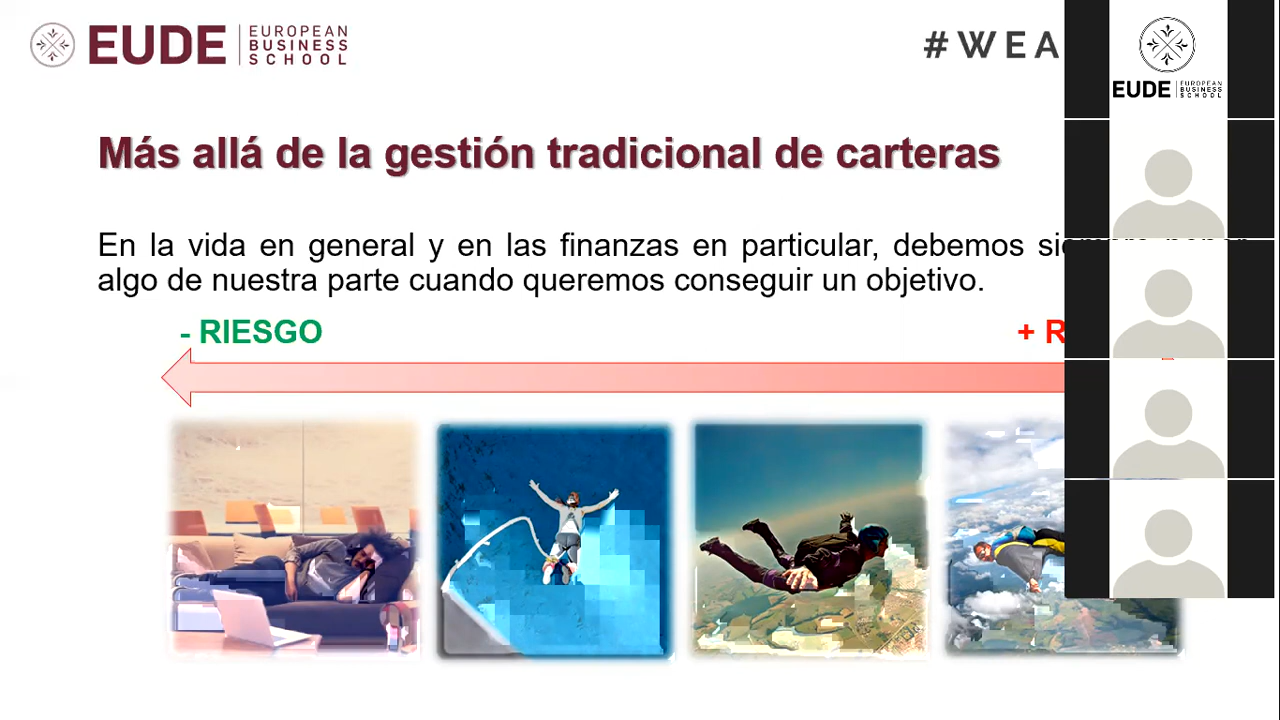 EUDE
EUROPEAN
BUSINESS
SCHOOL
#WEA
EUDE
EUROPEAN
BUSINESS
SCHOOL
Más allá de la gestión tradicional de carteras
En la vida en general y en las finanzas en particular, debemos
algo de nuestra parte cuando queremos conseguir un objetivo.
- RIESGO
+ R